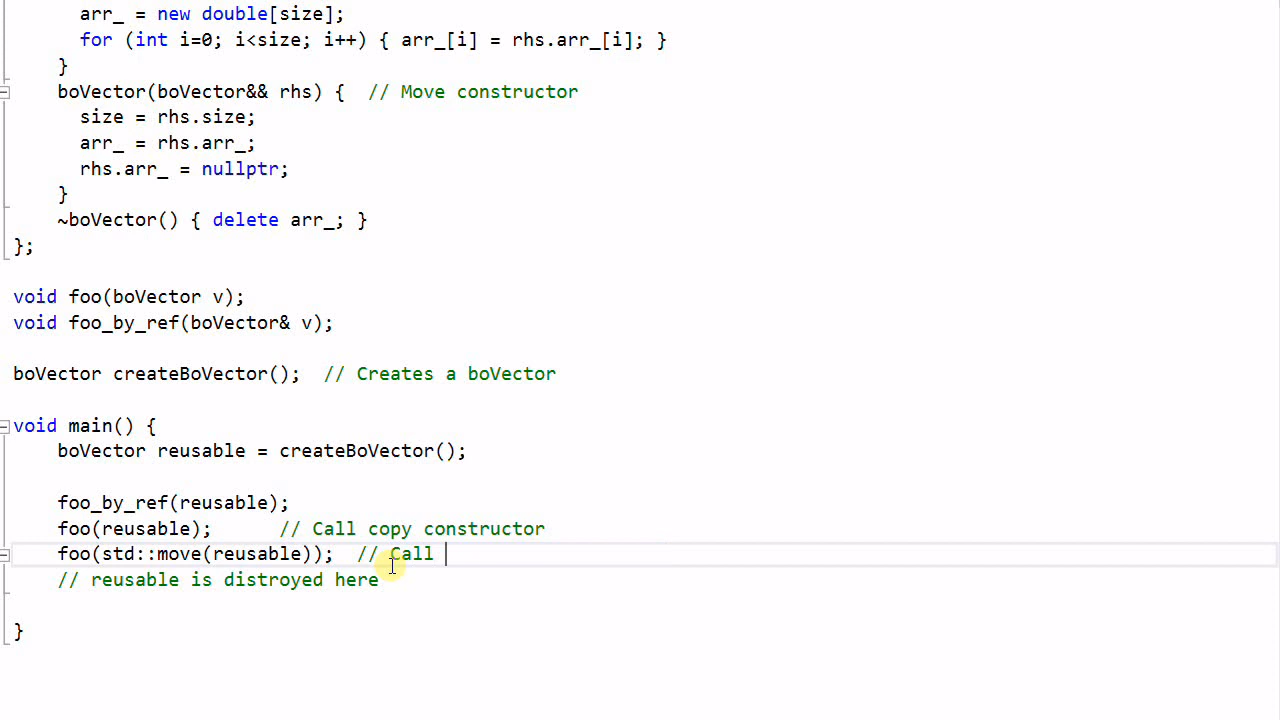 arr_ = new double[size];
for (int i=0; i<size; i++) { arr_[i] = rhs.arr_[i]; }
}
boVector(boVector&& rhs) {  // Move constructor
size = rhs.size;
arr_ = rhs.arr_;
rhs.arr_ = nullptr;
}
~boVector() { delete arr_; }
};
void foo(boVector v);
void foo_by_ref(boVector& v);
boVector createBoVector();  // Creates a boVector
void main() {
boVector reusable = createBoVector();
foo_by_ref(reusable);
foo(reusable);      // Call copy constructor
foo(std::move(reusable));  // Call
// reusable is distroyed here
}